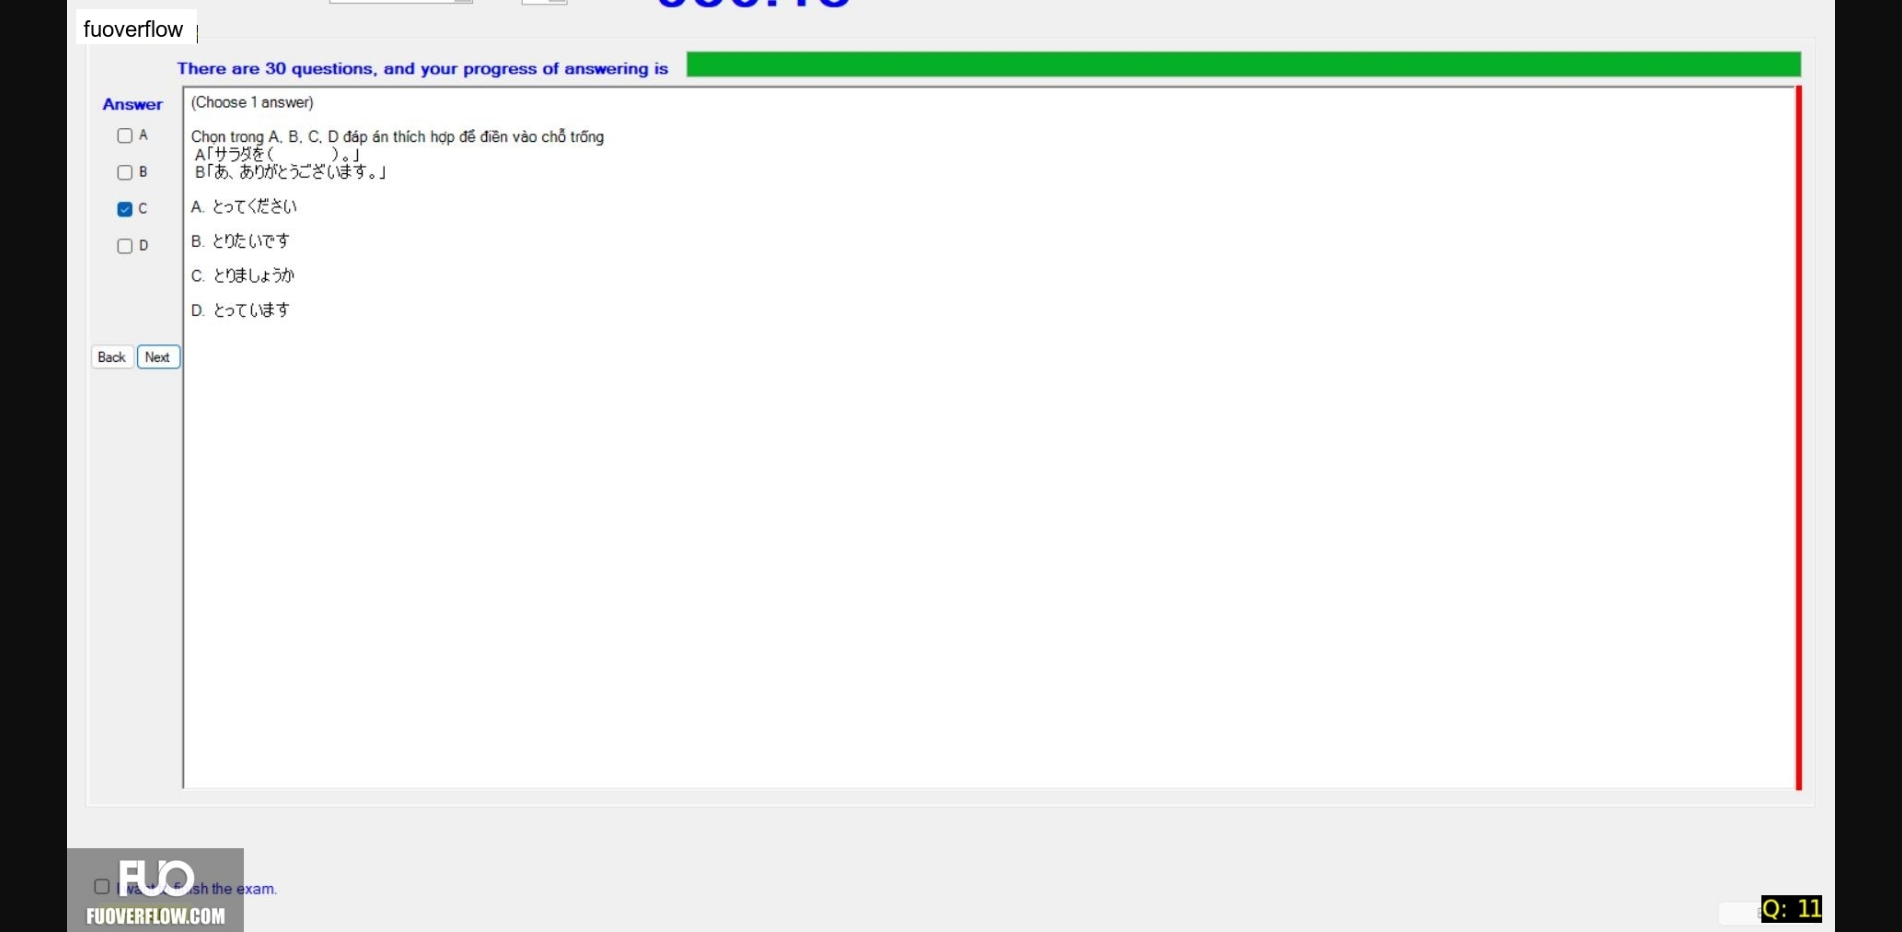 fuoverflow
There are 30 questions, and your progress of answering is
Answer
(Choose 1 answer)
A
B
C
D
Chọn trong A, B, C, D đáp án thích hợp để điền vào chỗ trống
A「サラダを(　　　)。」
B「あ、ありがとうございます。」
A. とってください
B. とりたいです
C. とりましょうか
D. とっています
Back
Next
FUO
FUOVERFLOW.COM
finish the exam.
Q: 11